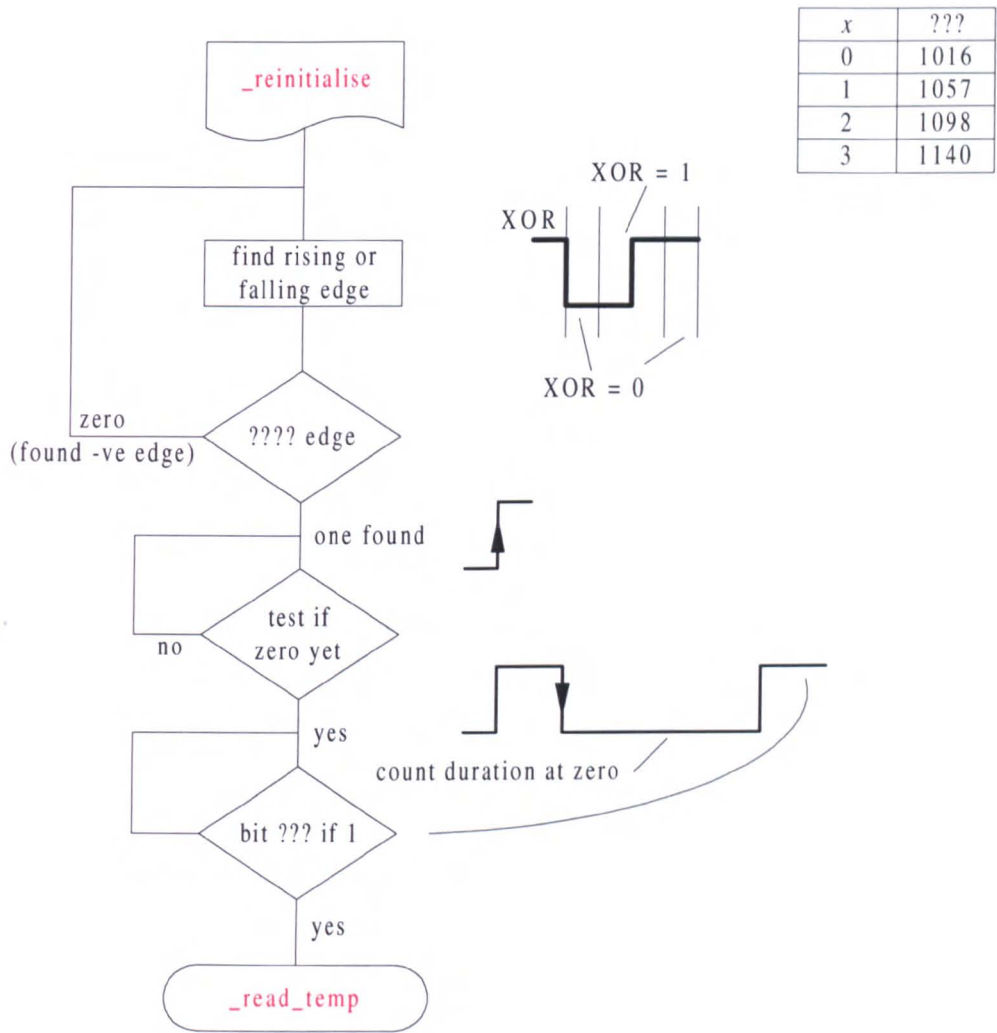 _reinitialise
x ???
0 1016
1 1057
2 1098
3 1140
XOR = 1
XOR
find rising or
falling edge
XOR = 0
zero
(found -ve edge)
???? edge
one found
test if
zero yet
no
yes
count duration at zero
bit ??? if 1
yes
_read_temp